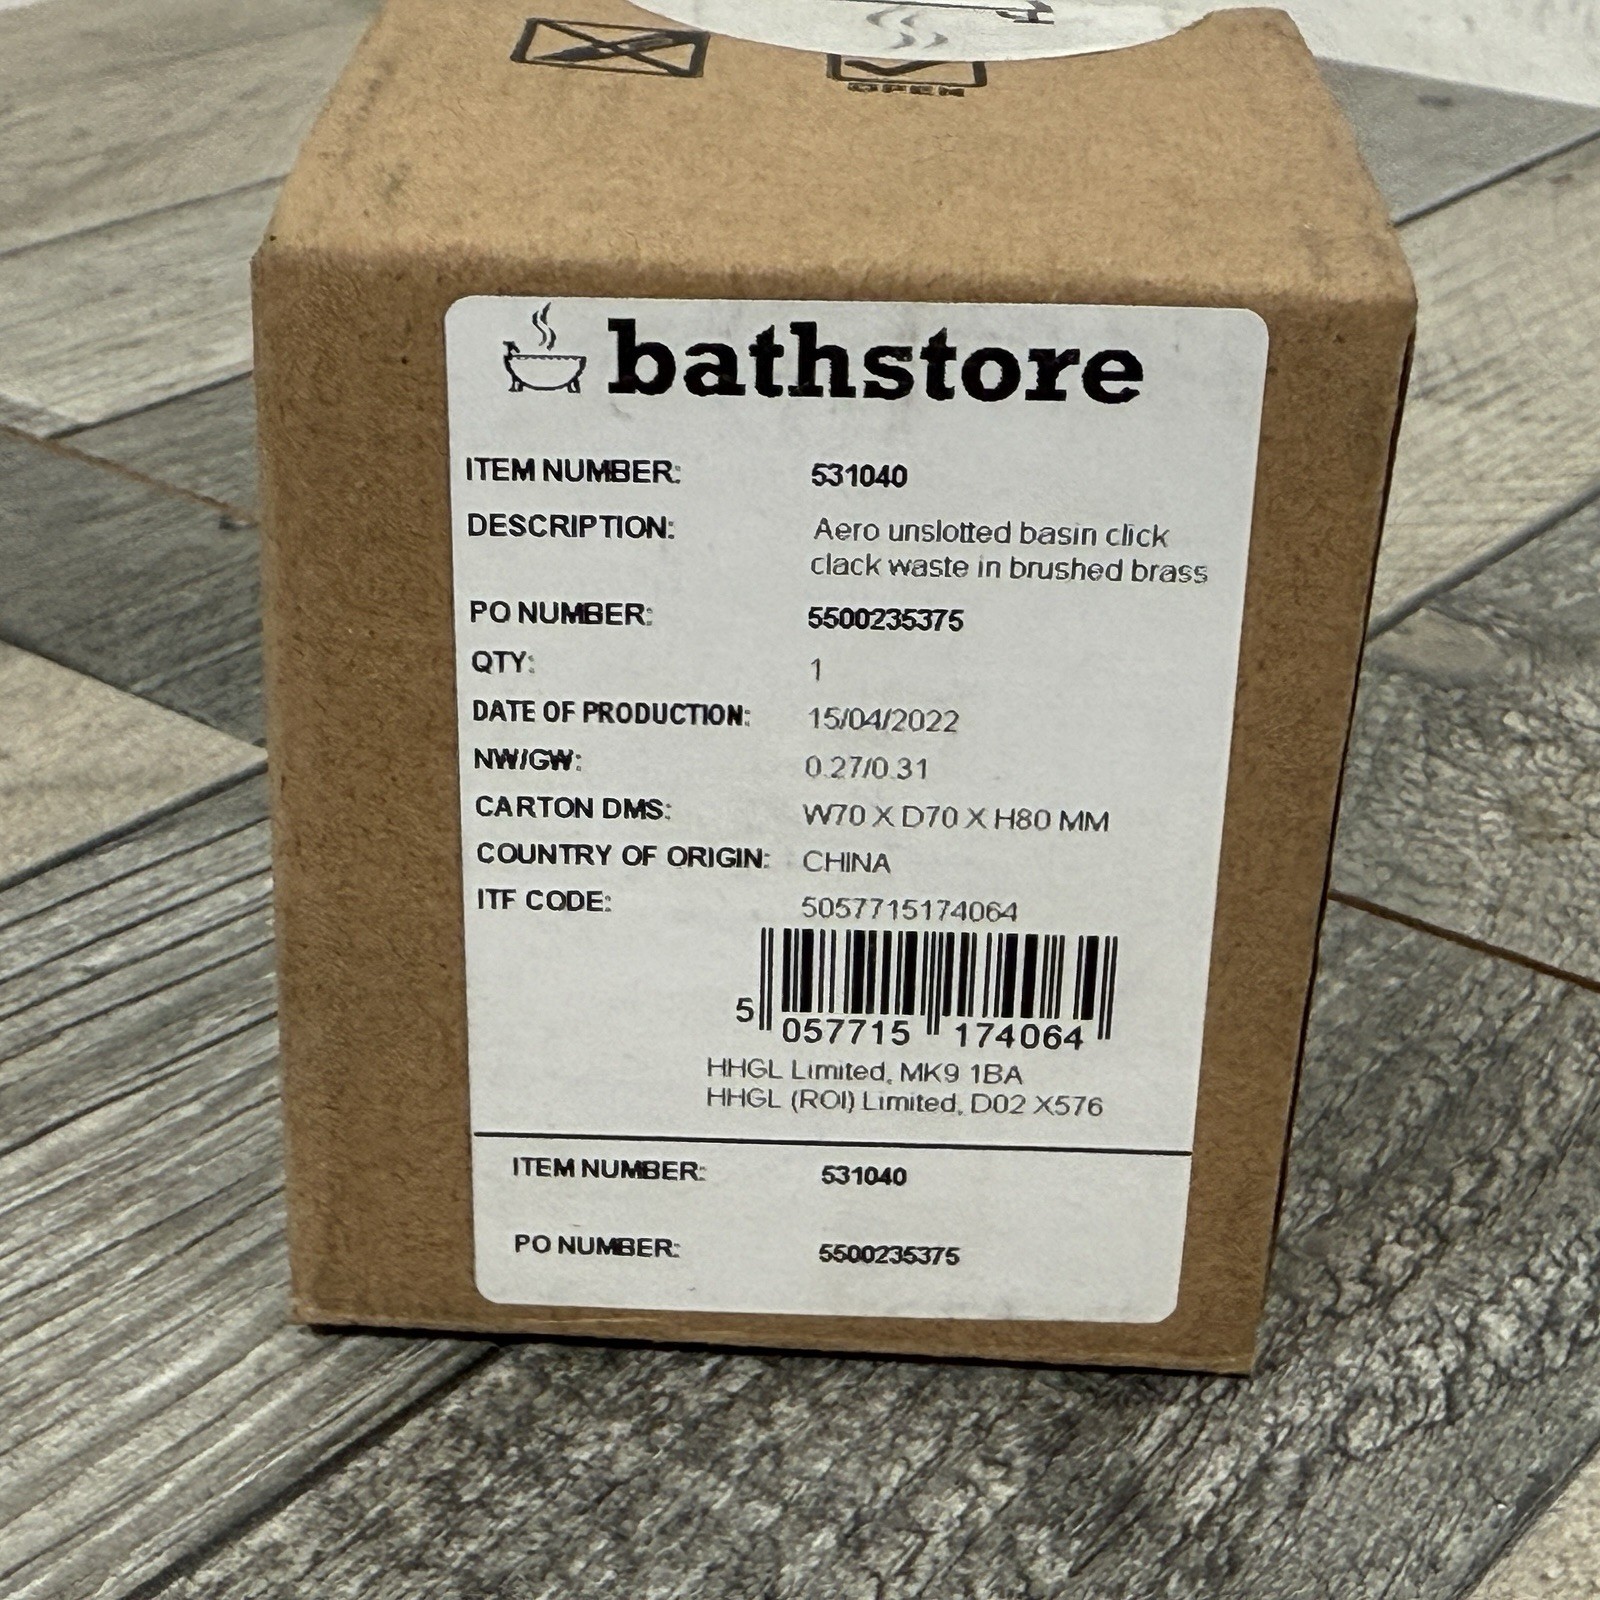 OPEN
bathstore
ITEM NUMBER: 531040
DESCRIPTION: Aero unslotted basin click
clack waste in brushed brass
PO NUMBER: 5500235375
QTY: 1
DATE OF PRODUCTION: 15/04/2022
NW/GW: 0.27/0.31
CARTON DMS: W70 X D70 X H80 MM
COUNTRY OF ORIGIN: CHINA
ITF CODE: 5057715174064
5 057715 174064
HHGL Limited, MK9 1BA
HHGL (ROI) Limited, D02 X576
ITEM NUMBER: 531040
PO NUMBER: 5500235375